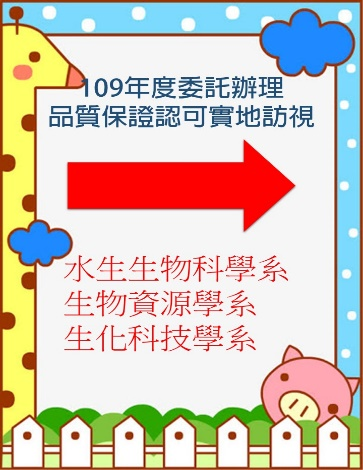 109年度委託辦理
品質保證認可實地訪視
水生生物科學系
生物資源學系
生化科技學系